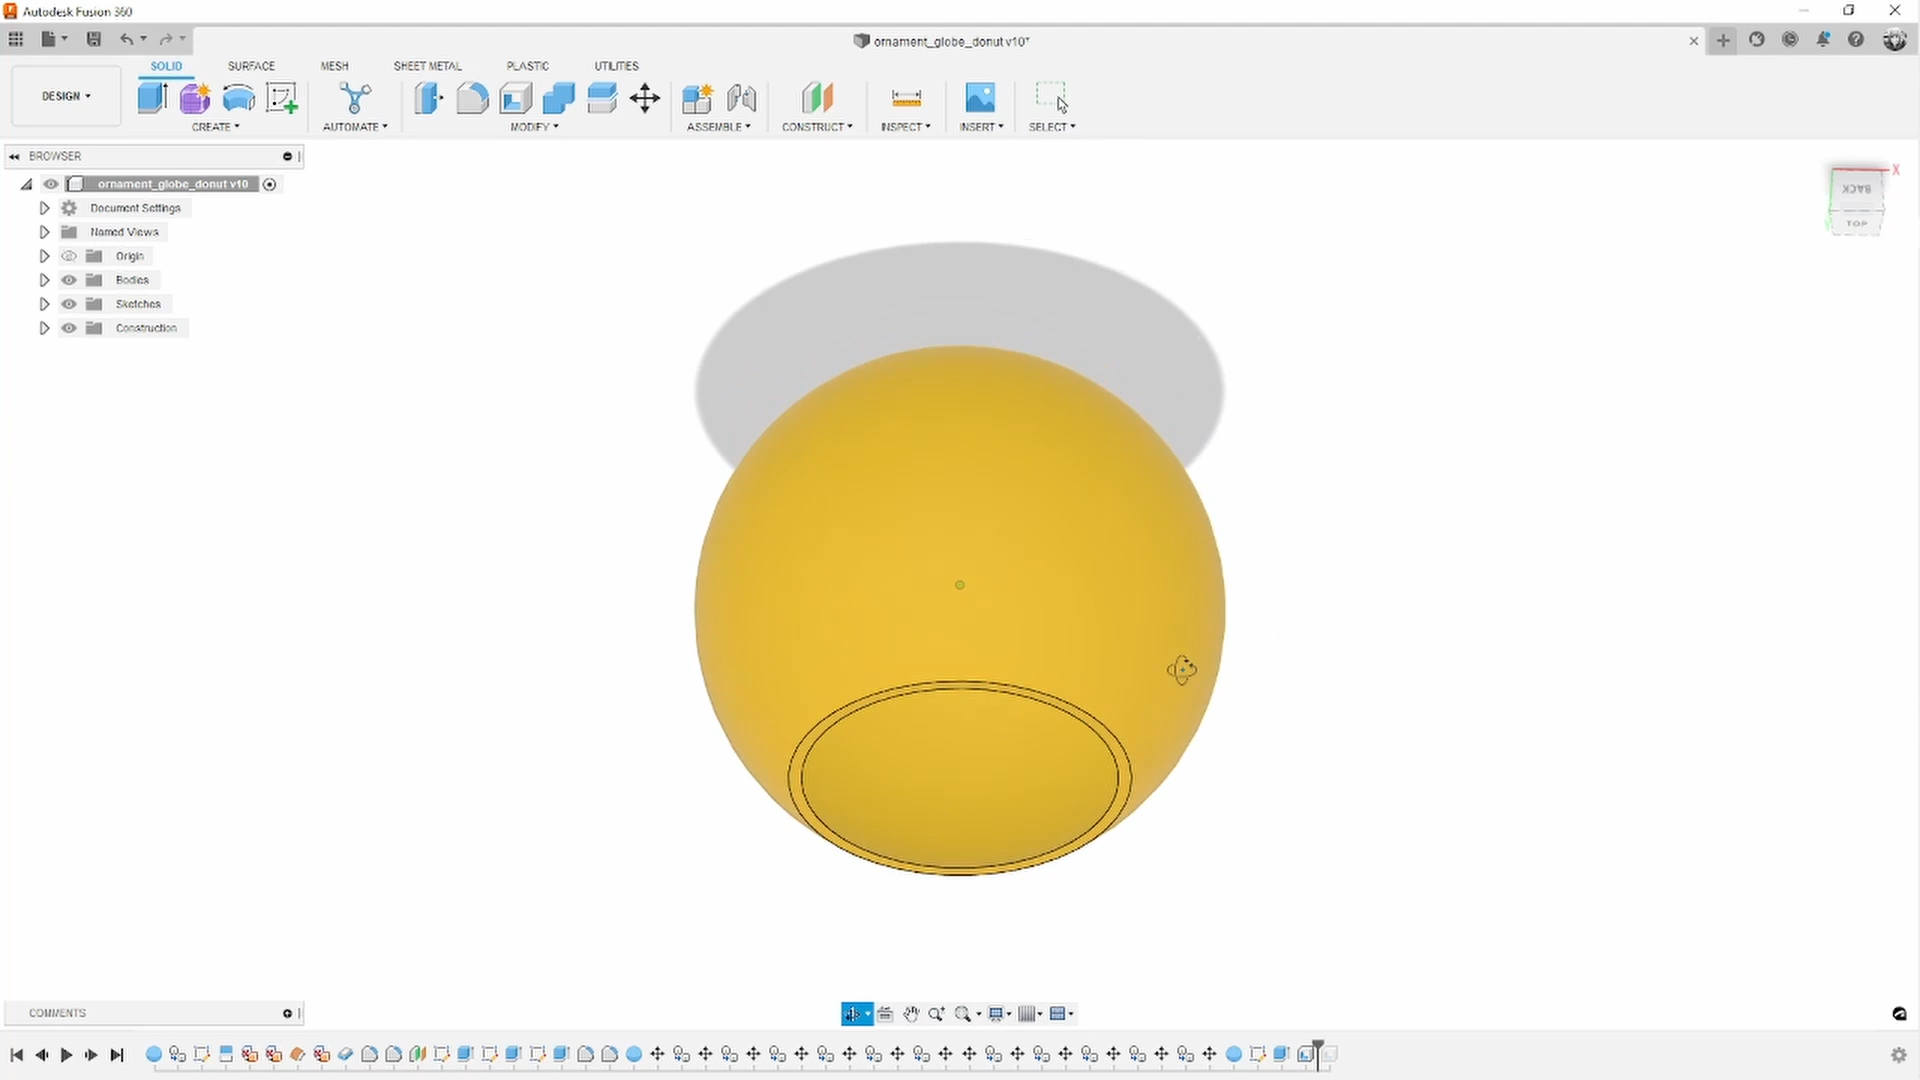 Autodesk Fusion 360
ornament_globe_donut v10*
SOLID SURFACE MESH SHEET METAL PLASTIC UTILITIES
DESIGN
CREATE AUTOMATE MODIFY ASSEMBLE CONSTRUCT INSPECT INSERT SELECT
BROWSER
ornament_globe_donut v10
Document Settings
Named Views
Origin
Bodies
Sketches
Construction
X
BACK
TOP
COMMENTS